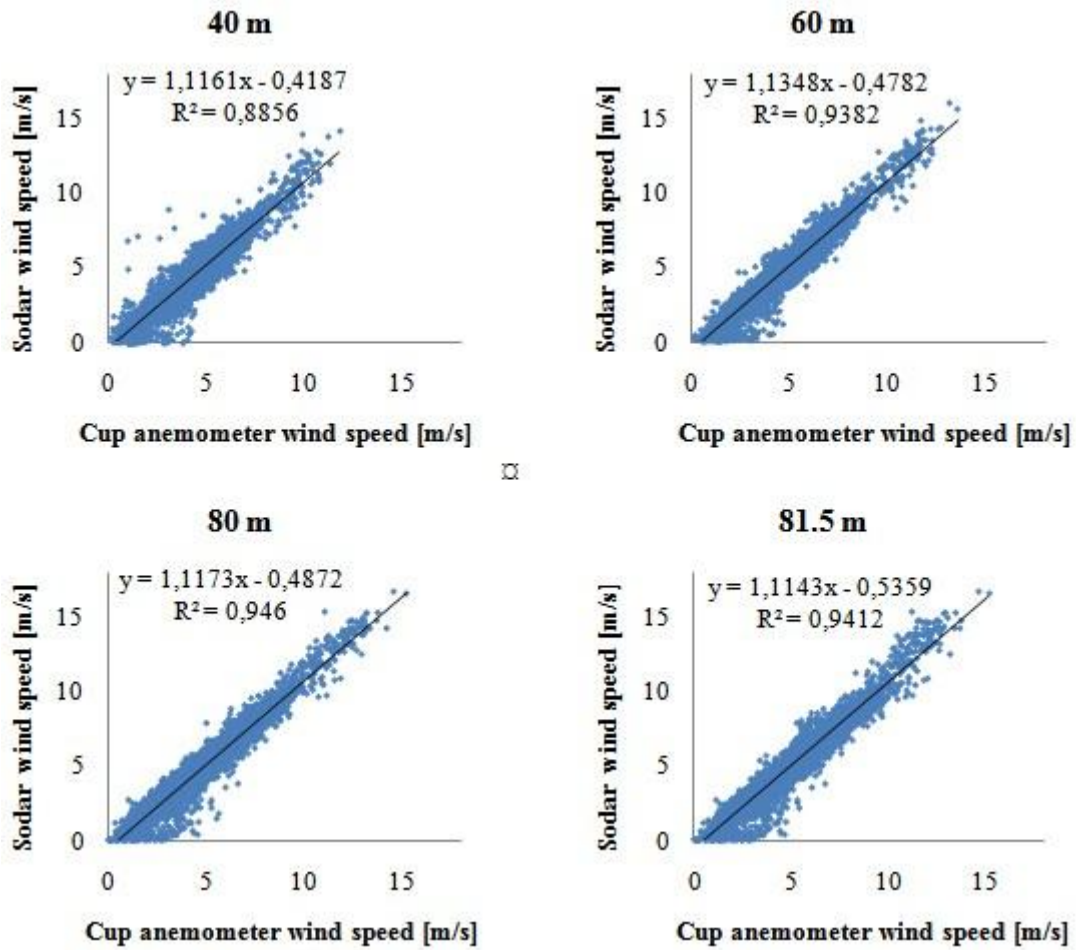 40 m
y = 1,1161x - 0,4187
R² = 0,8856
Sodar wind speed [m/s]
15
10
5
0
0 5 10 15
Cup anemometer wind speed [m/s]
60 m
y = 1,1348x - 0,4782
R² = 0,9382
Sodar wind speed [m/s]
15
10
5
0
0 5 10 15
Cup anemometer wind speed [m/s]
¤
80 m
y = 1,1173x - 0,4872
R² = 0,946
Sodar wind speed [m/s]
15
10
5
0
0 5 10 15
Cup anemometer wind speed [m/s]
81.5 m
y = 1,1143x - 0,5359
R² = 0,9412
Sodar wind speed [m/s]
15
10
5
0
0 5 10 15
Cup anemometer wind speed [m/s]